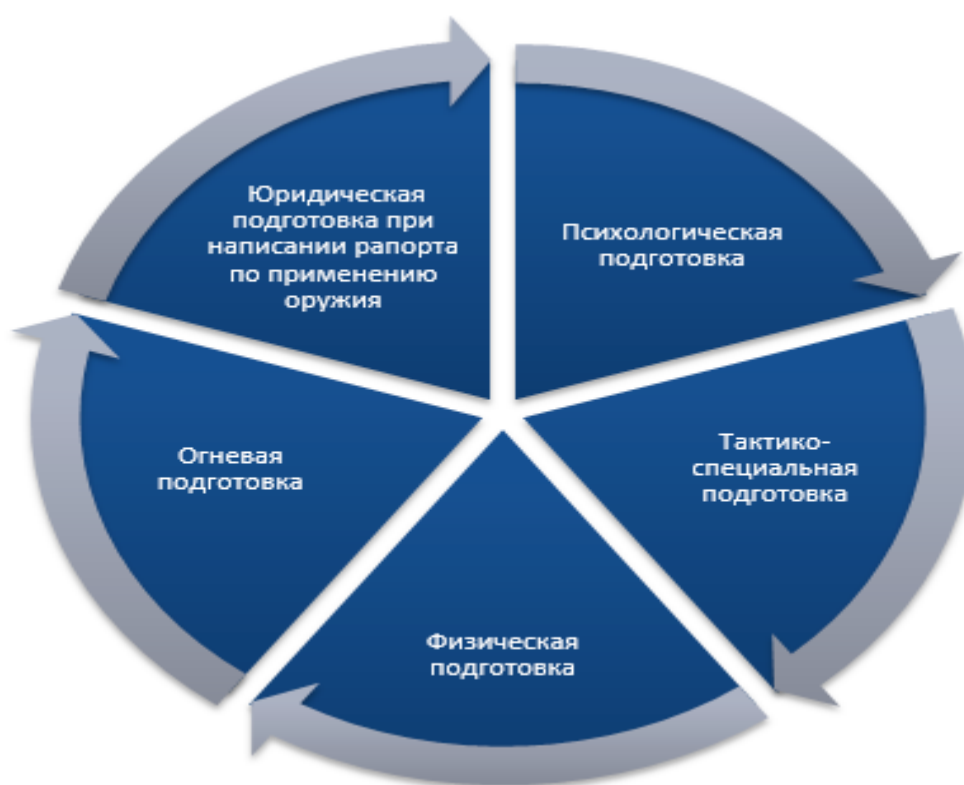 Юридическая
подготовка при
написании рапорта
по применению
оружия
Психологическая
подготовка
Тактико-
специальная
подготовка
Физическая
подготовка
Огневая
подготовка